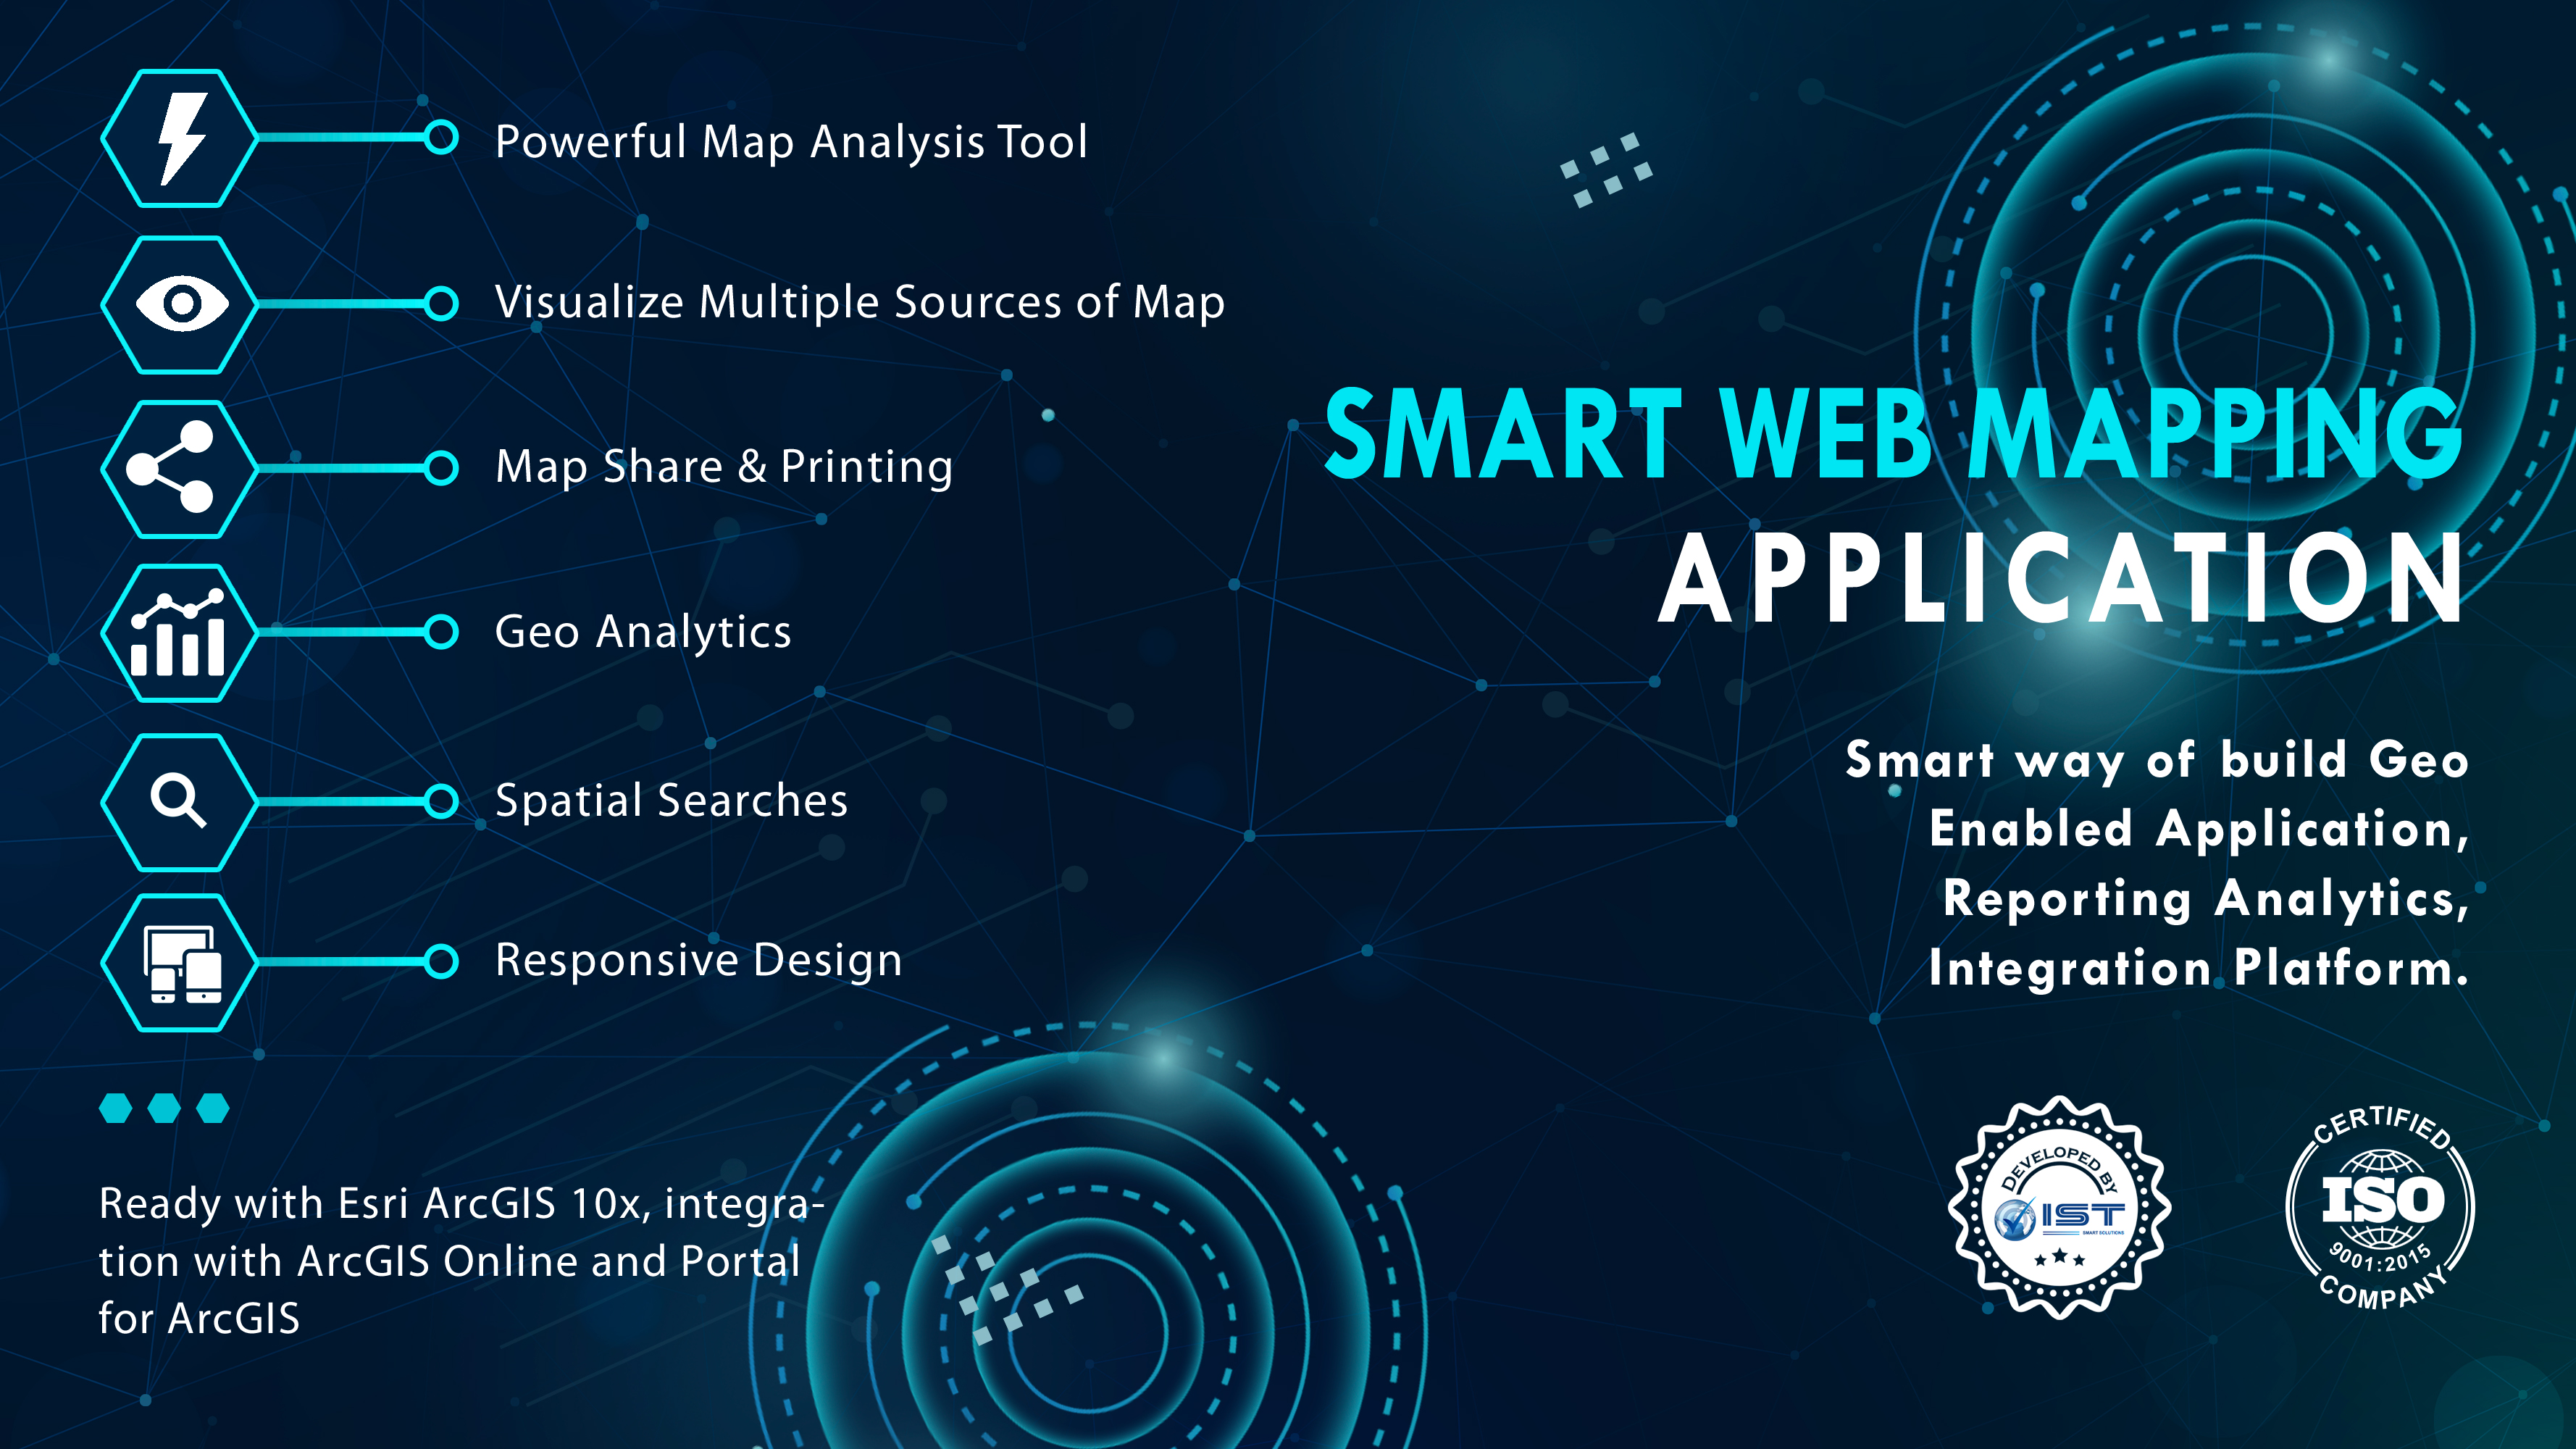 Powerful Map Analysis Tool
Visualize Multiple Sources of Map
Map Share & Printing
Geo Analytics
Spatial Searches
Responsive Design
Ready with Esri ArcGIS 10x, integra-
tion with ArcGIS Online and Portal
for ArcGIS
SMART WEB MAPPING
APPLICATION
Smart way of build Geo
Enabled Application,
Reporting Analytics,
Integration Platform.
DEVELOPED BY
IST
SMART SOLUTIONS
CERTIFIED
ISO
9001:2015
COMPANY